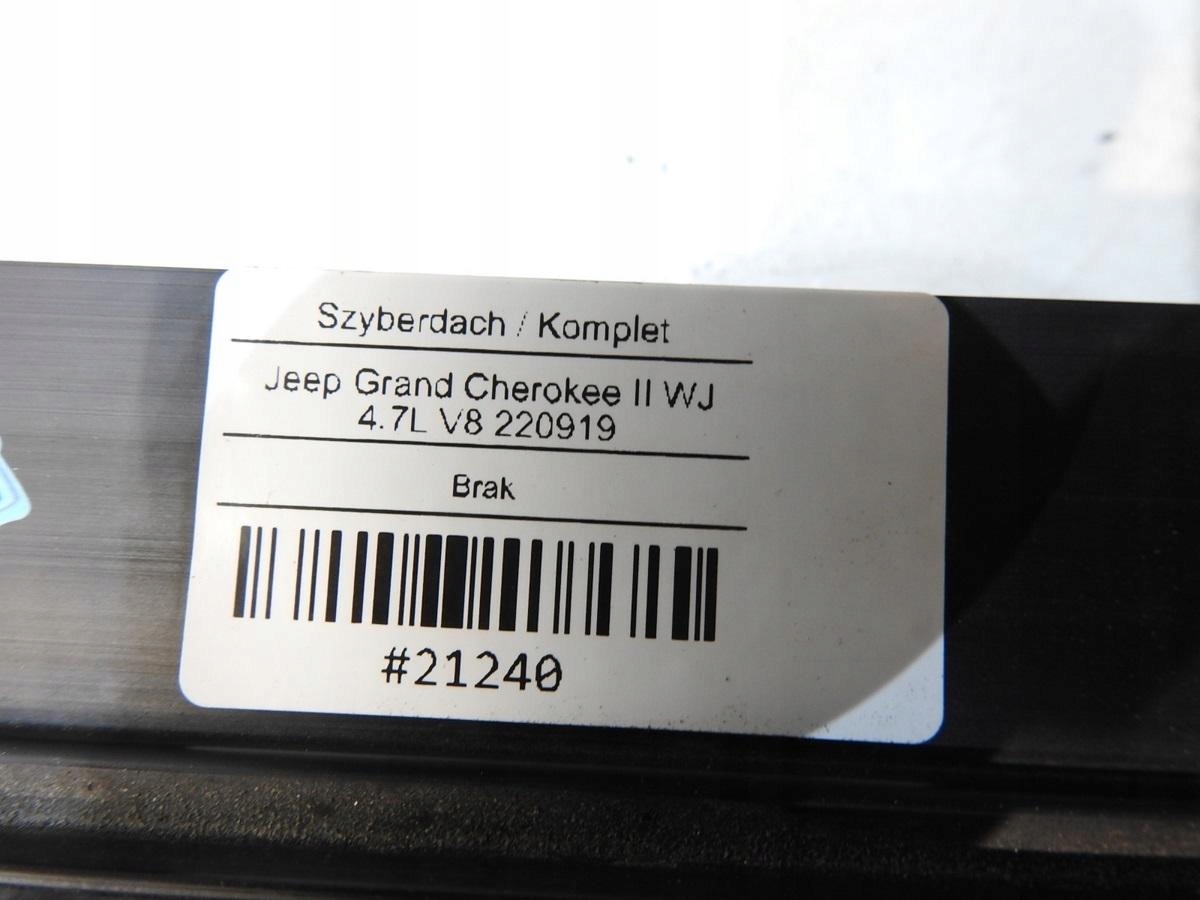 Szyberdach / Komplet
Jeep Grand Cherokee II WJ
4.7L V8 220919
Brak
#21240